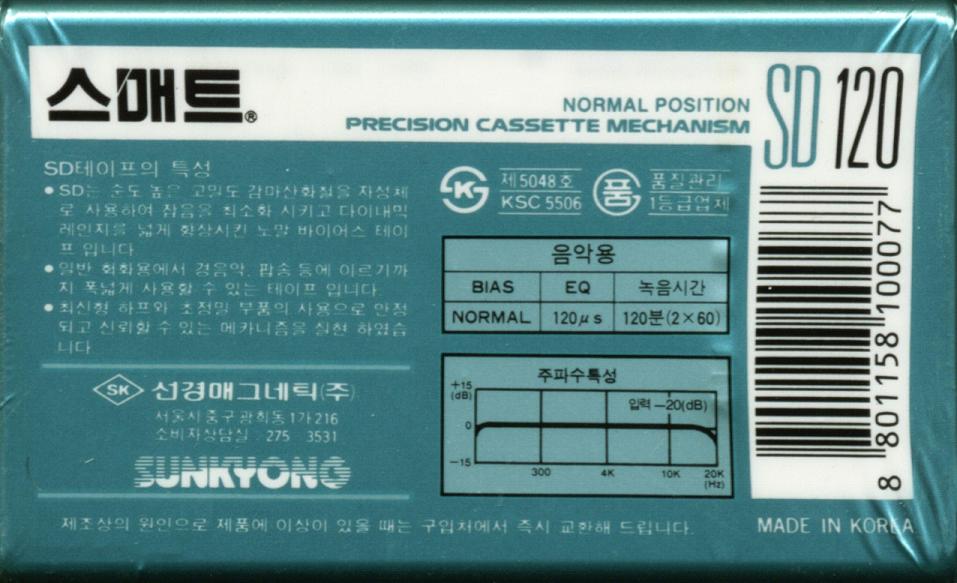 스매트®
NORMAL POSITION
PRECISION CASSETTE MECHANISM
SD 120
SD테이프의 특성
● SD는 순도 높은 고밀도 감마산화철을 자성체
로 사용하여 잡음을 최소화 시키고 다이내믹
레인지를 넓게 향상시킨 노말 바이어스 테이
프 입니다
● 일반 회화용에서 경음악, 팝송 등에 이르기까
지 폭넓게 사용할 수 있는 테이프 입니다
● 최신형 하프와 초정밀 부품의 사용으로 안정
되고 신뢰할 수 있는 메카니즘을 실현 하였습
니다
SK 선경매그네틱(주)
서울시 중구 광희동 1가 216
소비자상담실 275 3531
SUNKYONG
K 제 5048 호
KSC 5506
품 품질관리
1등급업체
음악용
BIAS EQ 녹음시간
NORMAL 120μs 120분(2×60)
주파수특성
+15
(dB)
입력 -20(dB)
0
-15
300 4K 10K 20K
(Hz)
8 801158 100077
제조상의 원인으로 제품에 이상이 있을 때는 구입처에서 즉시 교환해 드립니다.
MADE IN KOREA